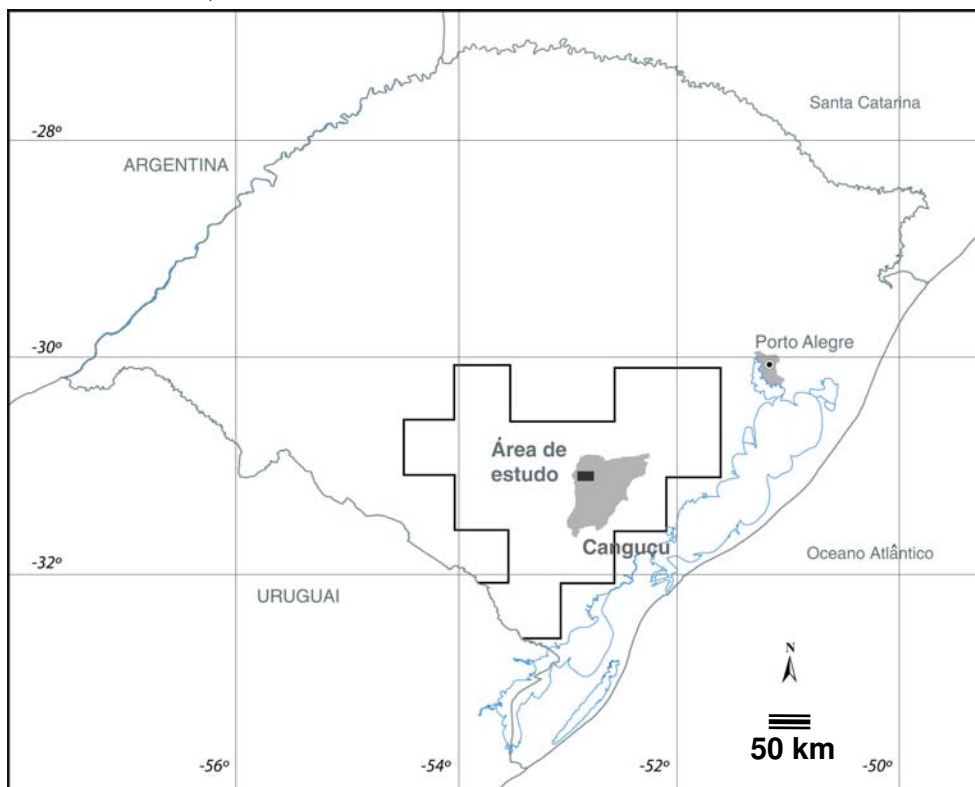 Santa Catarina
-28º
ARGENTINA
-30º
Porto Alegre
Área de
estudo
Canguçu
Oceano Atlântico
-32º
URUGUAI
N
50 km
-56º
-54º
-52º
-50º